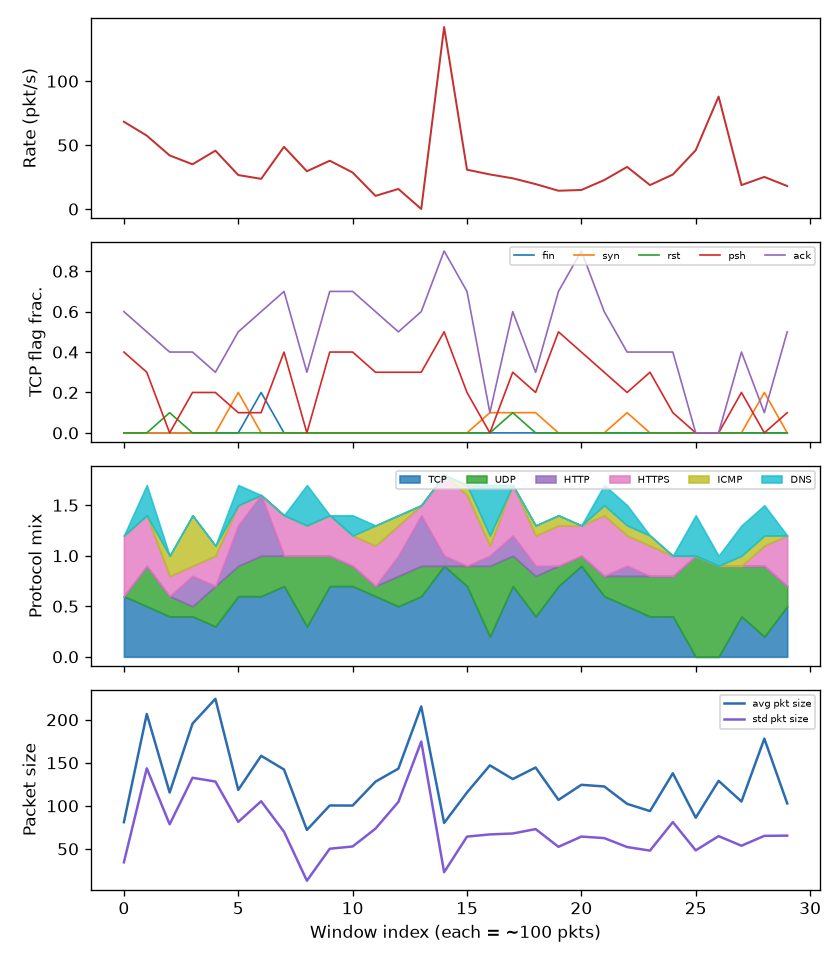 Rate (pkt/s)
100
50
0
TCP flag frac.
0.8
0.6
0.4
0.2
0.0
fin syn rst psh ack
Protocol mix
1.5
1.0
0.5
0.0
TCP UDP HTTP HTTPS ICMP DNS
Packet size
200
150
100
50
avg pkt size
std pkt size
0 5 10 15 20 25 30
Window index (each = ~100 pkts)